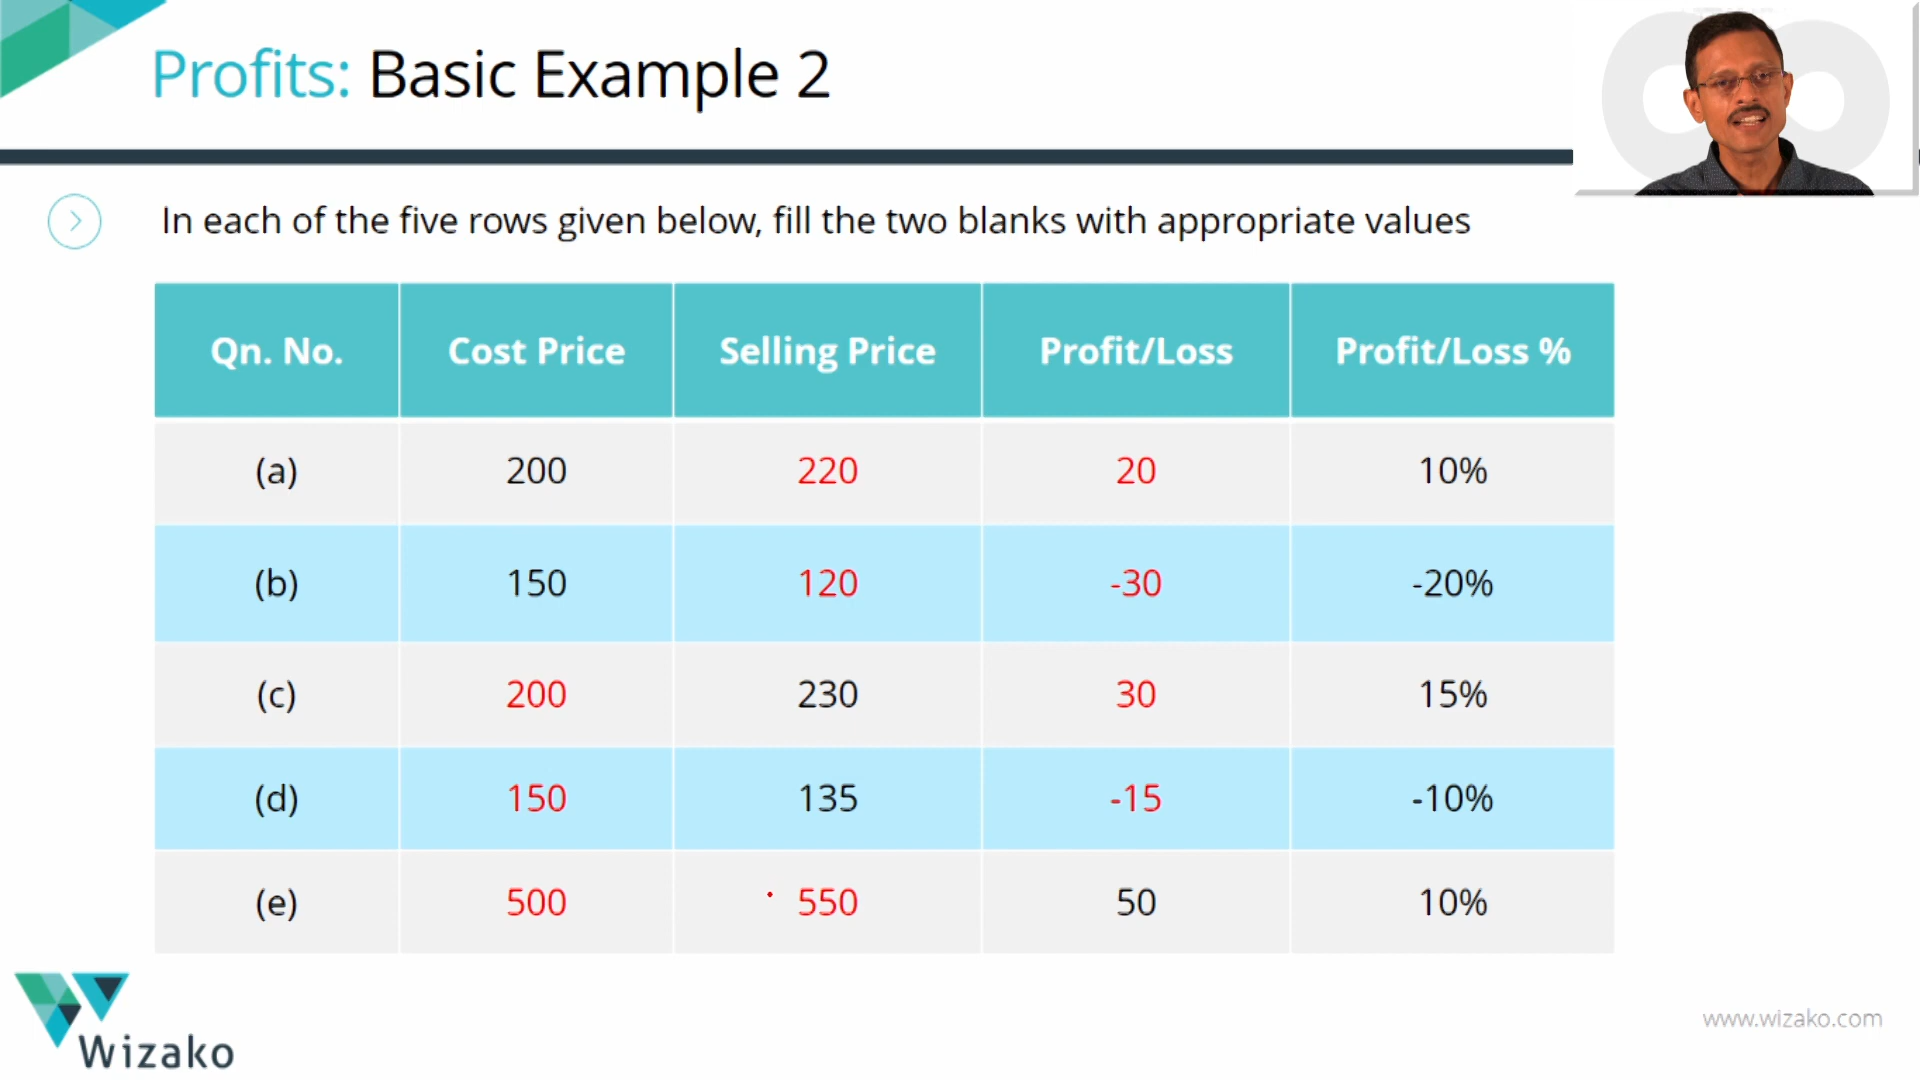 Profits: Basic Example 2
In each of the five rows given below, fill the two blanks with appropriate values
Qn. No. Cost Price Selling Price Profit/Loss Profit/Loss %
(a) 200 220 20 10%
(b) 150 120 -30 -20%
(c) 200 230 30 15%
(d) 150 135 -15 -10%
(e) 500 550 50 10%
Wizako
www.wizako.com